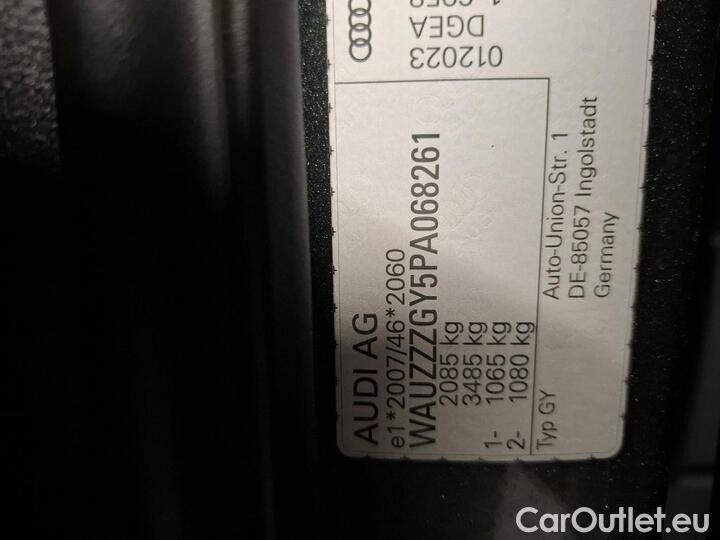 AUDI AG
e1*2007/46*2060
WAUZZZGY5PA068261
2085 kg
3485 kg
1- 1065 kg
2- 1080 kg
Typ GY
Auto-Union-Str. 1
DE-85057 Ingolstadt
Germany
012023
DGEA
CarOutlet.eu